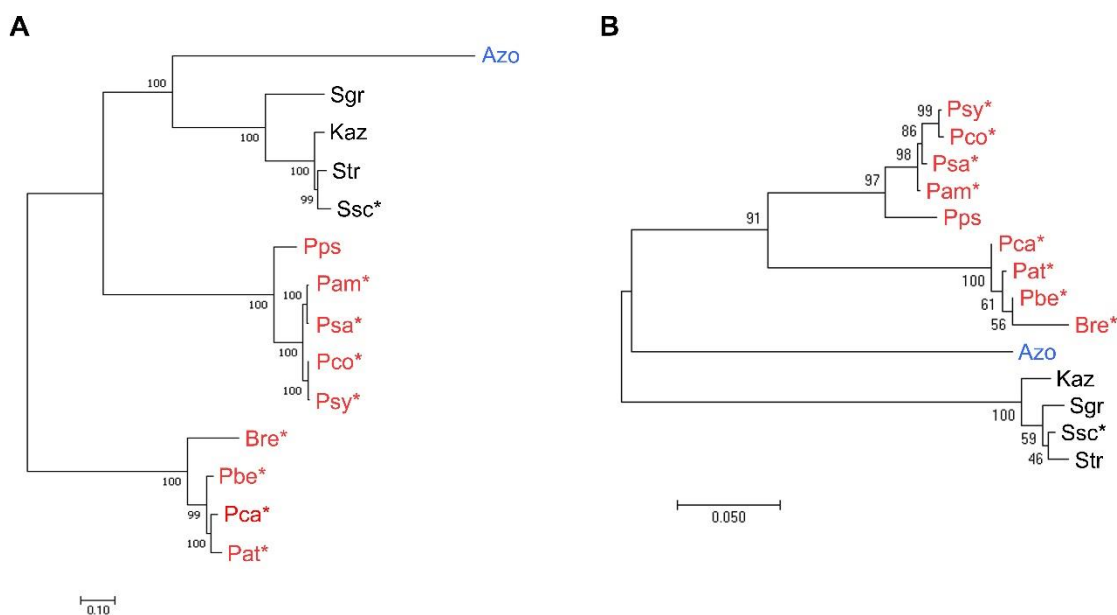 A
Azo
100
Sgr
100
Kaz
100
Str
99
Ssc*
Pps
100
Pam*
100
Psa*
100
Pco*
100
Psy*
Bre*
100
Pbe*
99
Pca*
100
Pat*
0.10
B
99
Psy*
86
Pco*
98
Psa*
97
Pam*
91
Pps
Pca*
100
Pat*
61
Pbe*
56
Bre*
Azo
Kaz
100
Sgr
59
Ssc*
46
Str
0.050